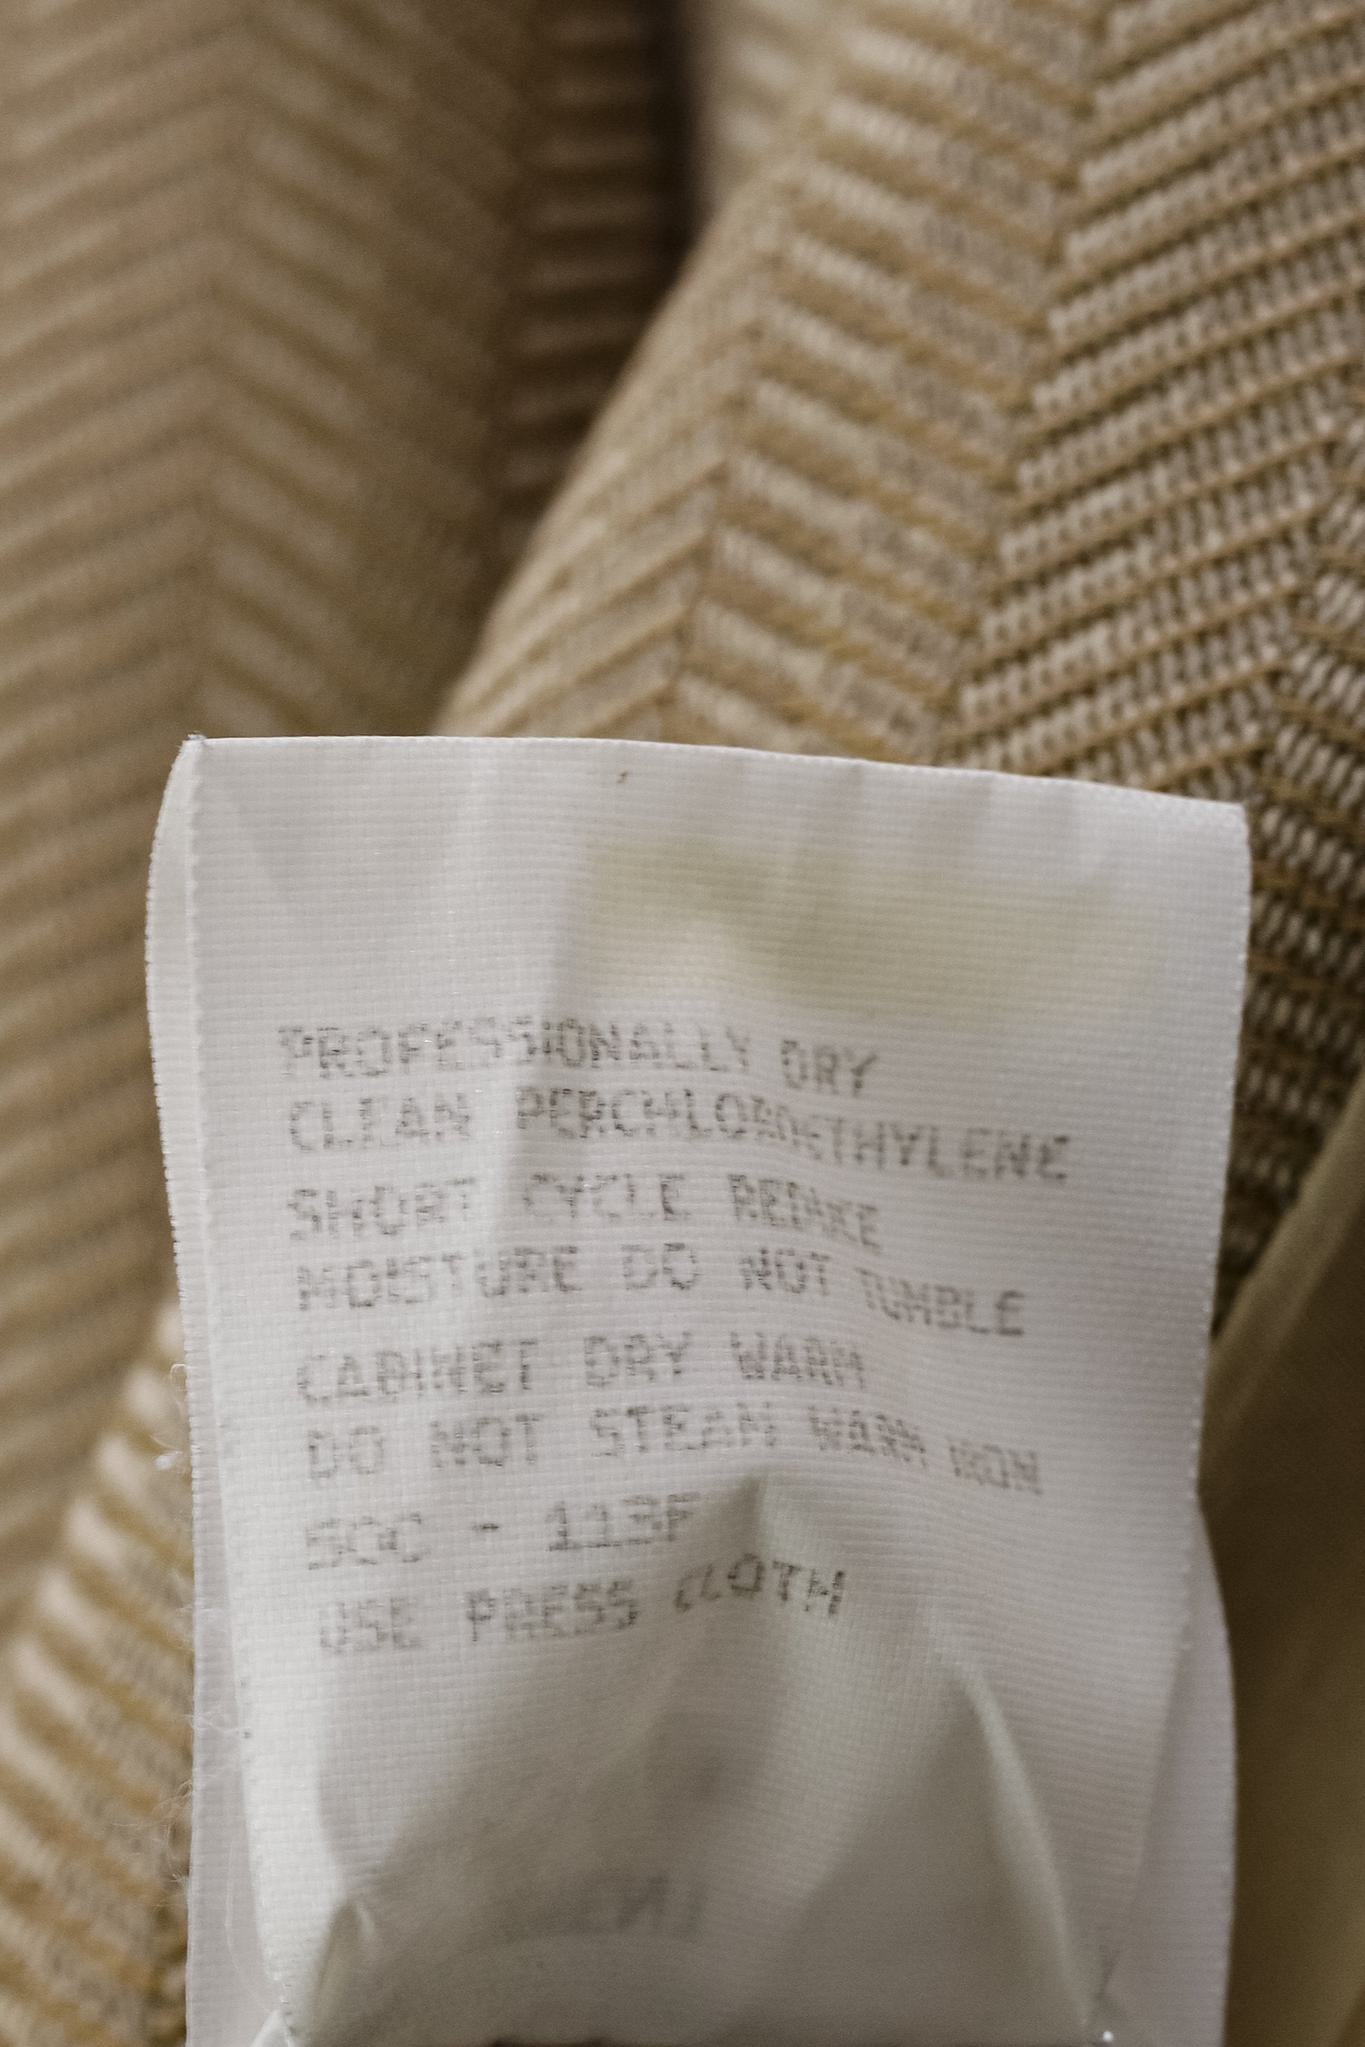 PROFESSIONALLY DRY
CLEAN PERCHLOROETHYLENE
SHORT CYCLE REDUCE
MOISTURE DO NOT TUMBLE
CABINET DRY WARM
DO NOT STEAM WARM IRON
50C - 113F
USE PRESS CLOTH